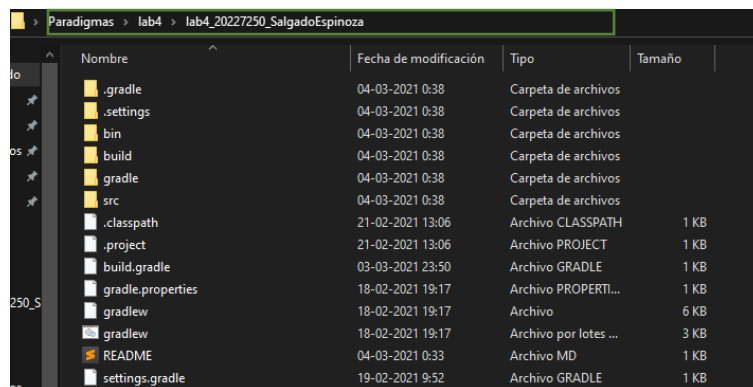 Paradigmas > lab4 > lab4_20227250_SalgadoEspinoza
Nombre Fecha de modificación Tipo Tamaño
do
.gradle 04-03-2021 0:38 Carpeta de archivos
.settings 04-03-2021 0:38 Carpeta de archivos
bin 04-03-2021 0:38 Carpeta de archivos
os build 04-03-2021 0:38 Carpeta de archivos
gradle 04-03-2021 0:38 Carpeta de archivos
src 04-03-2021 0:38 Carpeta de archivos
.classpath 21-02-2021 13:06 Archivo CLASSPATH 1 KB
.project 21-02-2021 13:06 Archivo PROJECT 1 KB
build.gradle 03-03-2021 23:50 Archivo GRADLE 1 KB
gradle.properties 18-02-2021 19:17 Archivo PROPERTI... 1 KB
250_S gradlew 18-02-2021 19:17 Archivo 6 KB
gradlew 18-02-2021 19:17 Archivo por lotes ... 3 KB
README 04-03-2021 0:33 Archivo MD 1 KB
settings.gradle 19-02-2021 9:52 Archivo GRADLE 1 KB